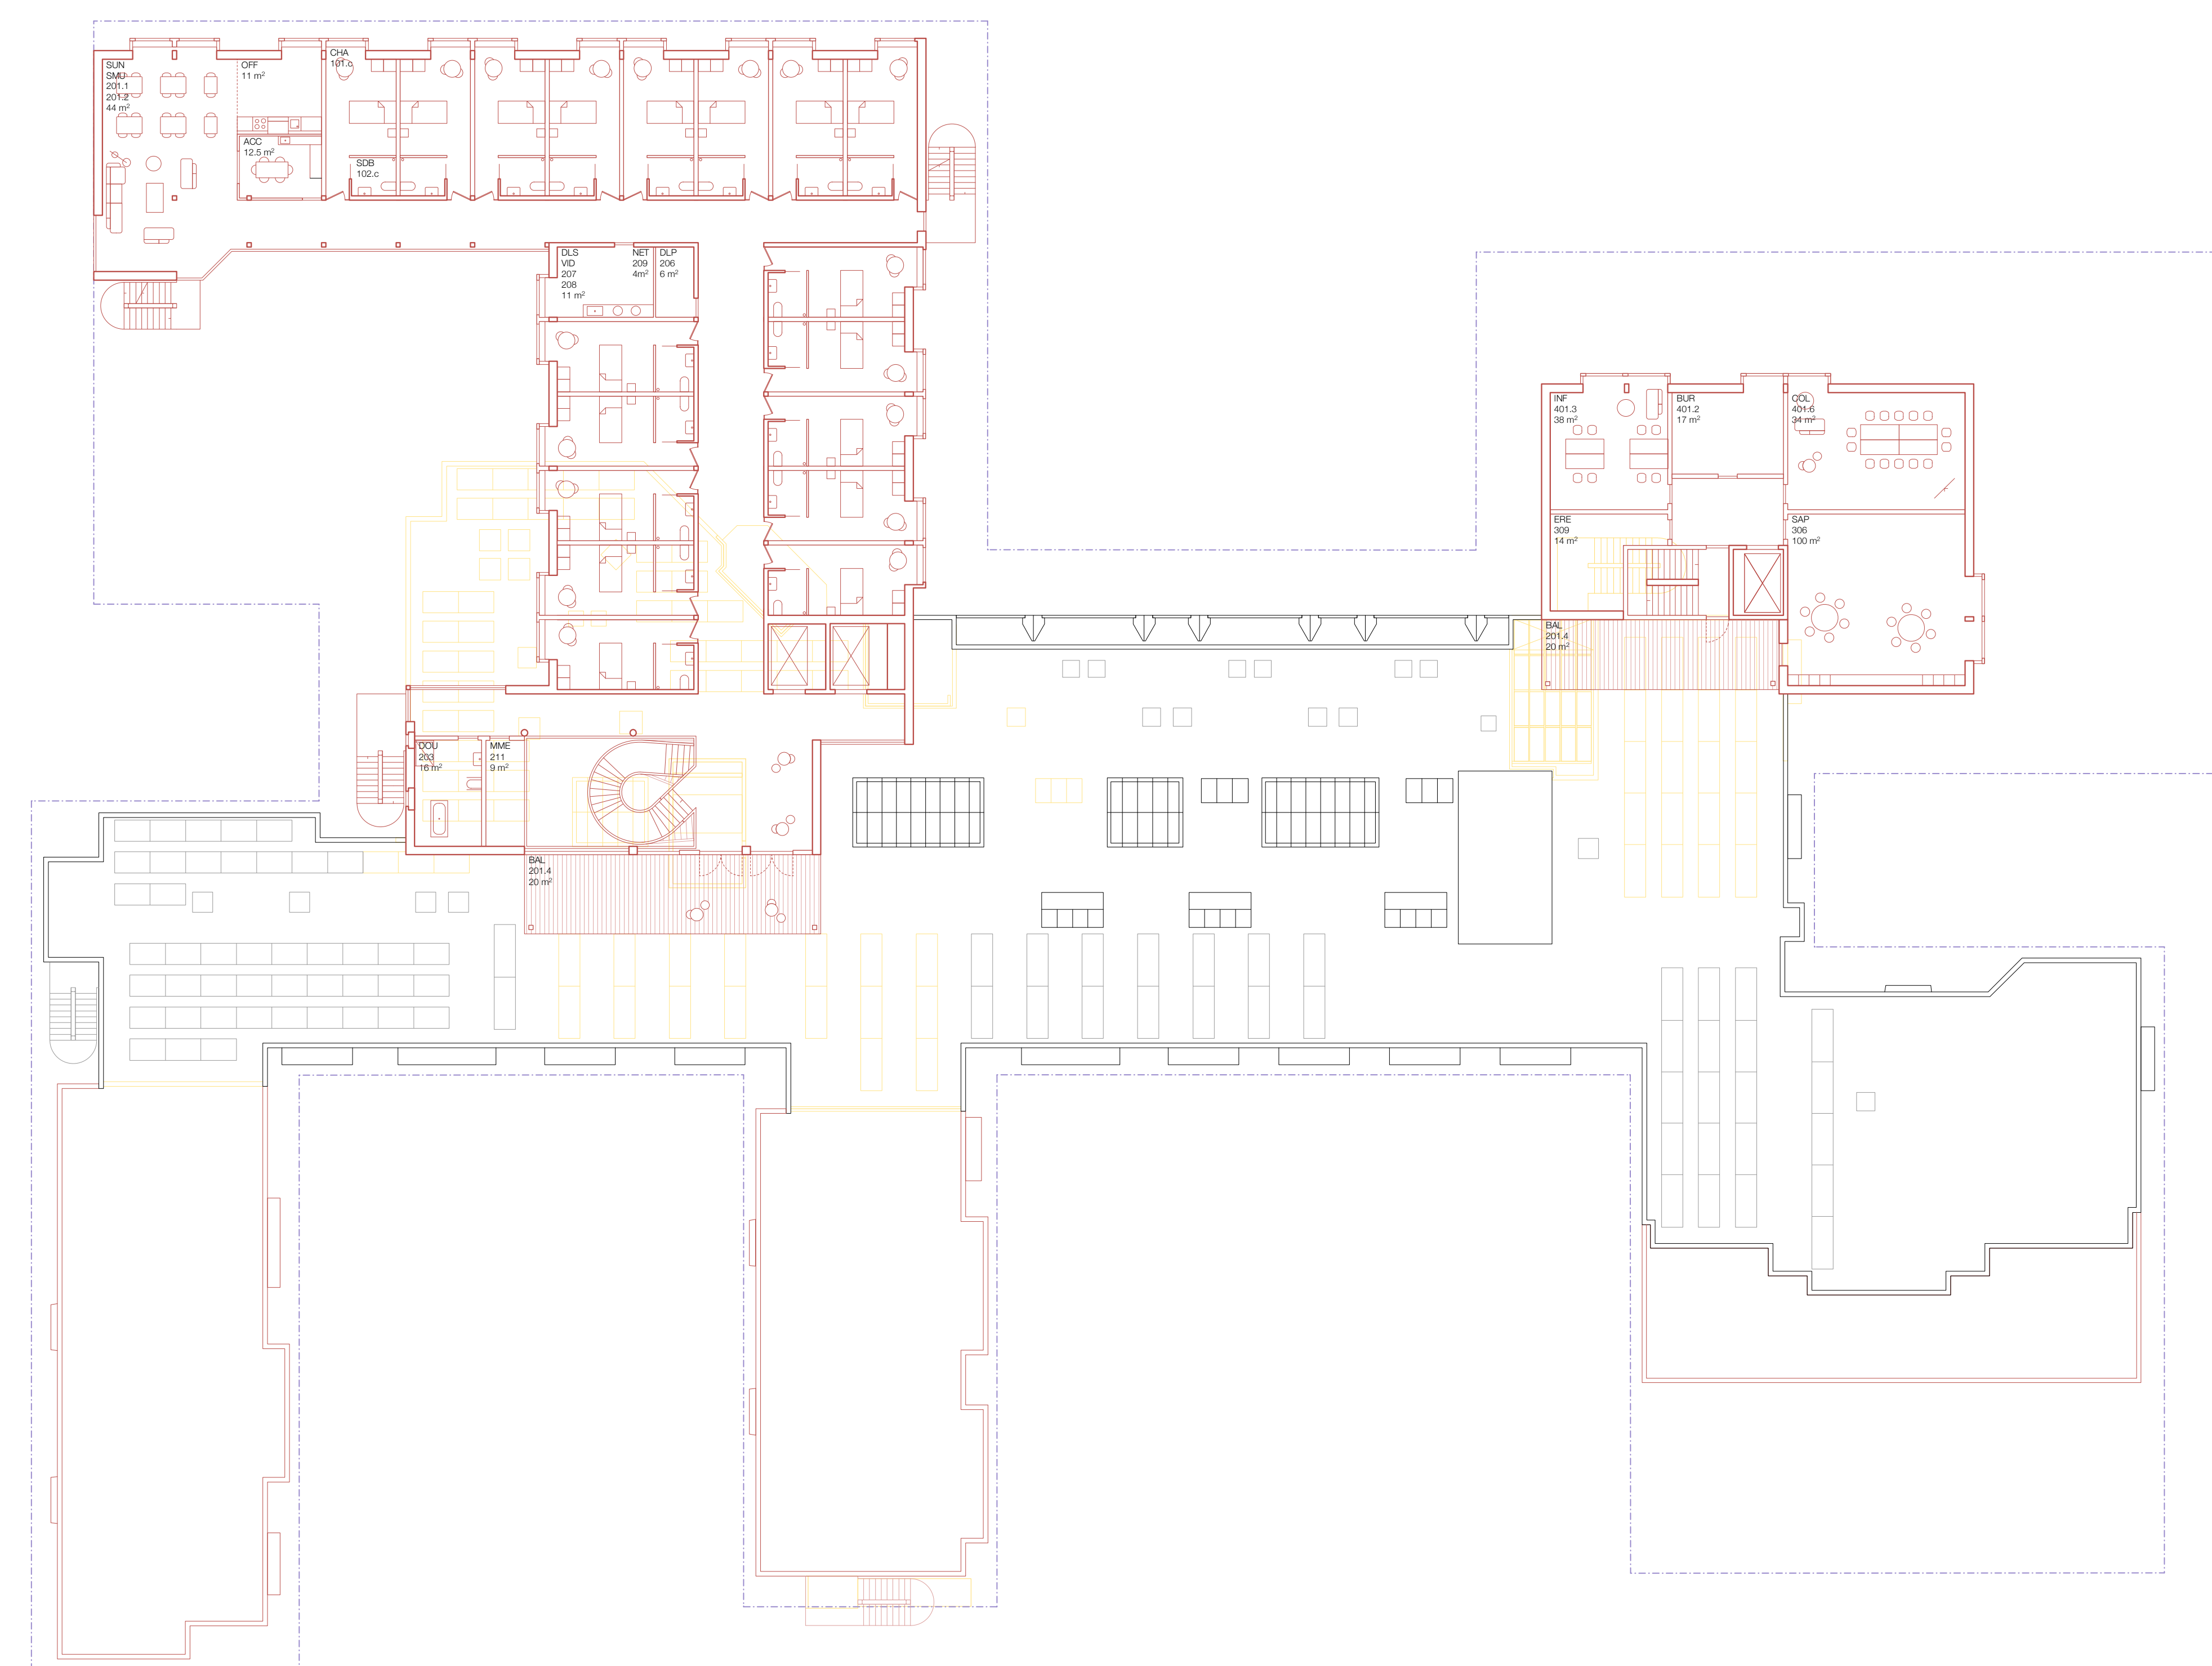 SUN
SMU
201.1
201.2
44 m²
OFF
11 m²
CHA
101.c
ACC
12.5 m²
SDB
102.c
DLS
VID
207
208
11 m²
NET
209
4m²
DLP
206
6 m²
INF
401.3
38 m²
BUR
401.2
17 m²
COL
401.6
34 m²
ERE
309
14 m²
SAP
306
100 m²
BAL
201.4
20 m²
DOU
203
16 m²
MME
211
9 m²
BAL
201.4
20 m²